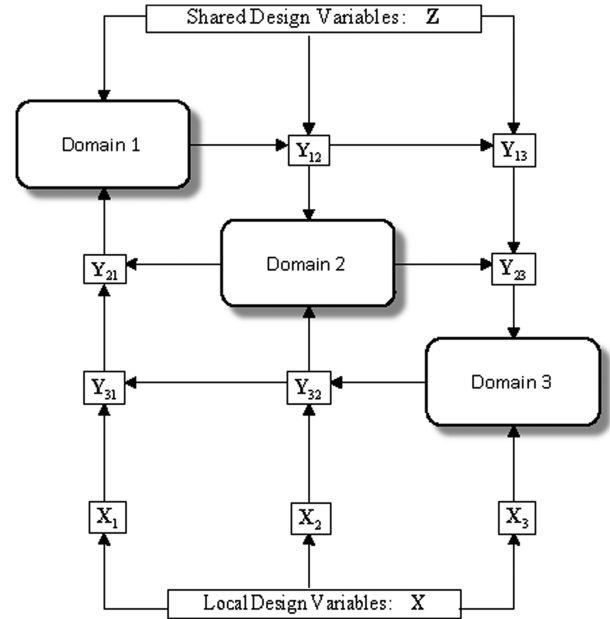 Shared Design Variables: Z
Domain 1
Y₁₂
Y₁₃
Y₂₁
Domain 2
Y₂₃
Y₃₁
Y₃₂
Domain 3
X₁
X₂
X₃
Local Design Variables: X